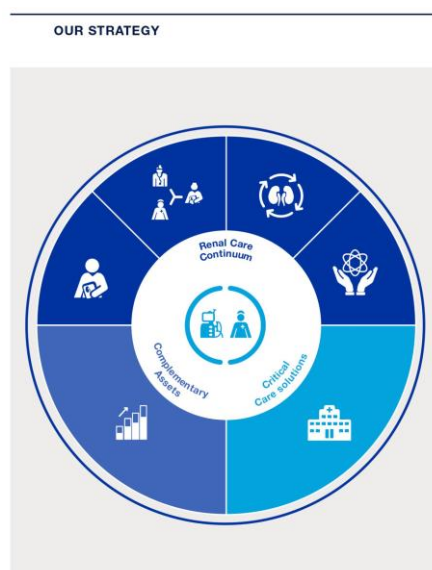 OUR STRATEGY
Renal Care
Continuum
Complementary
Assets
Critical
Care solutions